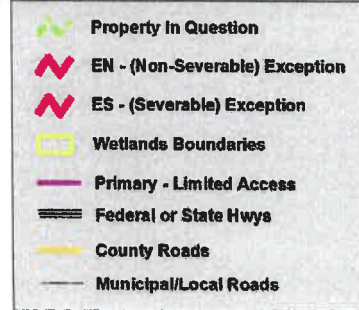 Property In Question
EN - (Non-Severable) Exception
ES - (Severable) Exception
Wetlands Boundaries
Primary - Limited Access
Federal or State Hwys
County Roads
Municipal/Local Roads